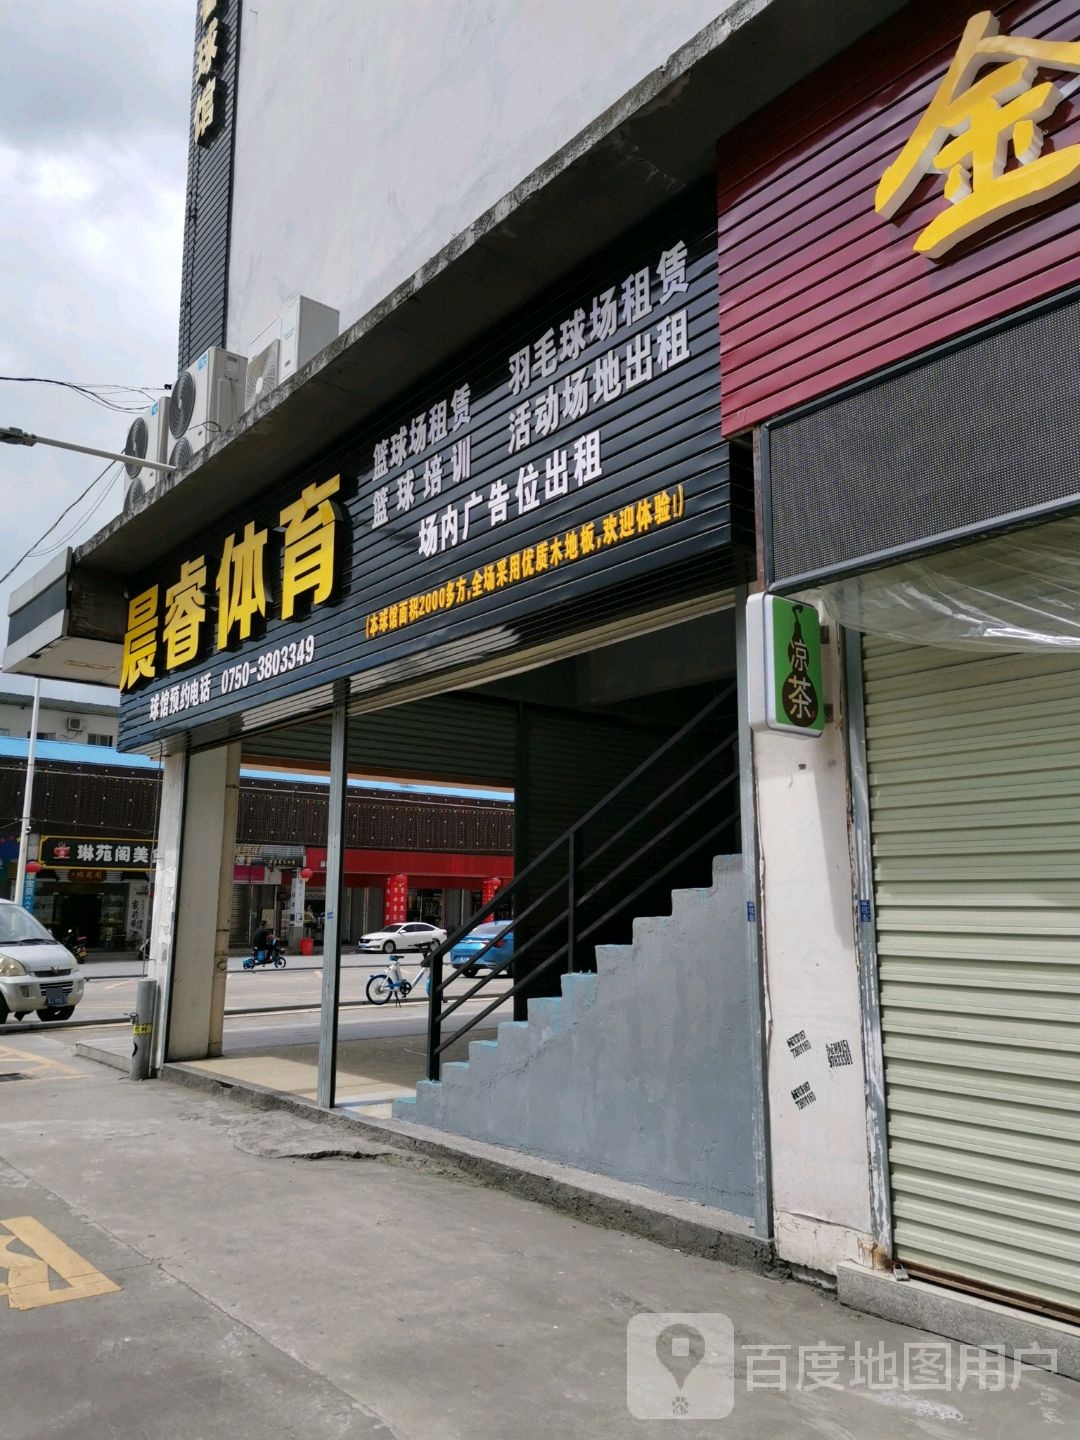 球馆
金
篮球场租赁 羽毛球场租赁
篮球培训 活动场地出租
场内广告位出租
晨睿体育
(本球馆面积2000多方,全场采用优质木地板,欢迎体验!)
球馆预约电话 0750-3803349
凉茶
琳苑阁美
百度地图用户